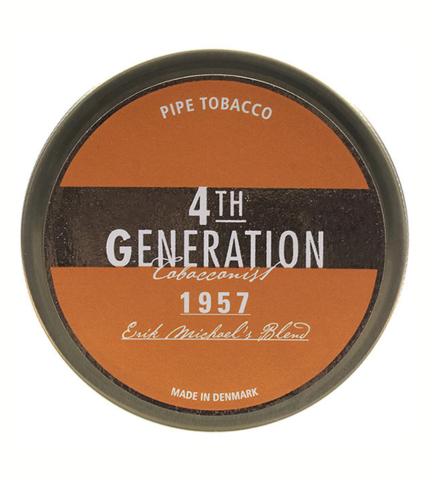 PIPE TOBACCO
4TH
GENERATION
Tobacconist
1957
Erik Michael's Blend
MADE IN DENMARK